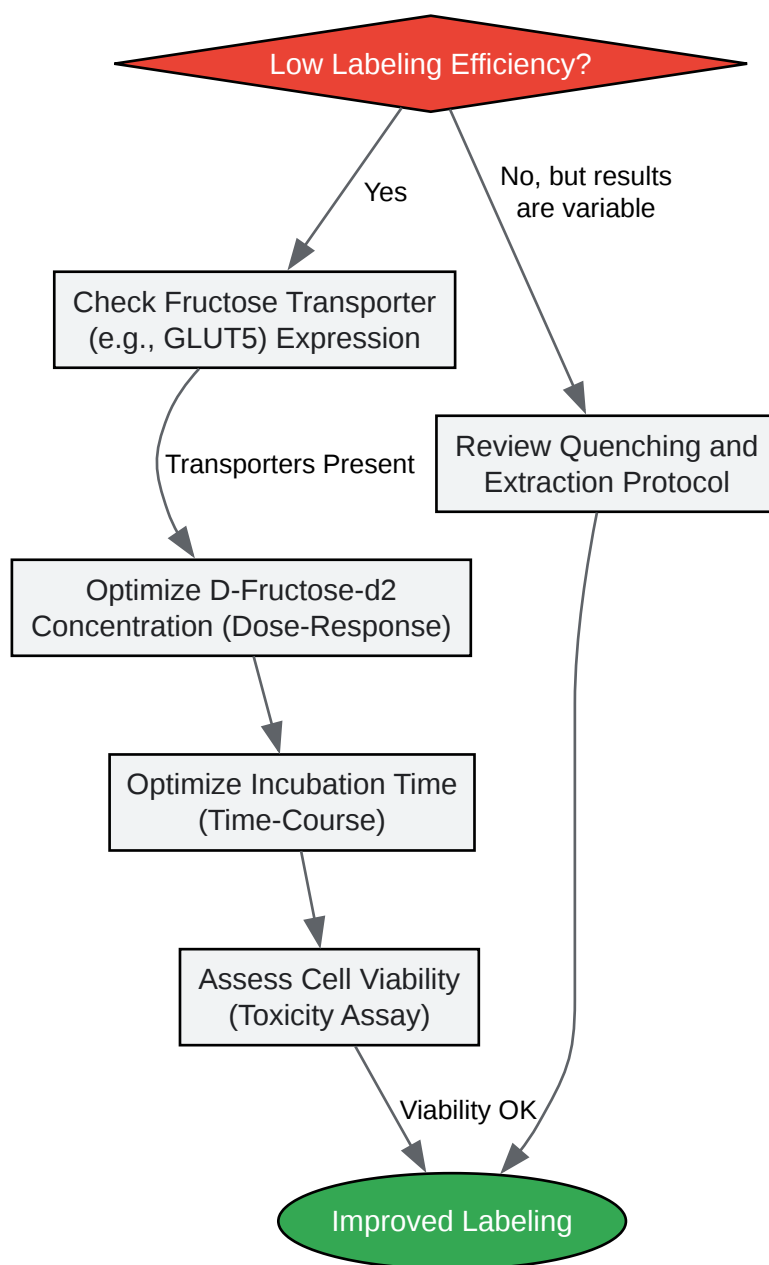 Low Labeling Efficiency?
Yes
No, but results
are variable
Check Fructose Transporter
(e.g., GLUT5) Expression
Transporters Present
Review Quenching and
Extraction Protocol
Optimize D-Fructose-d2
Concentration (Dose-Response)
Optimize Incubation Time
(Time-Course)
Assess Cell Viability
(Toxicity Assay)
Viability OK
Improved Labeling